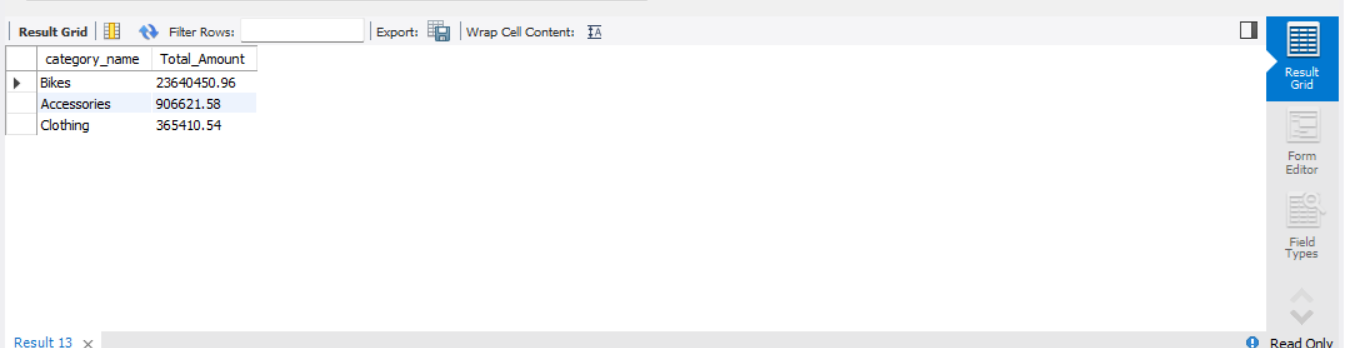 Result Grid Filter Rows: Export: Wrap Cell Content: IA
category_name Total_Amount
Bikes 23640450.96
Accessories 906621.58
Clothing 365410.54
Result
Grid
Form
Editor
Field
Types
Result 13 ×
Read Only